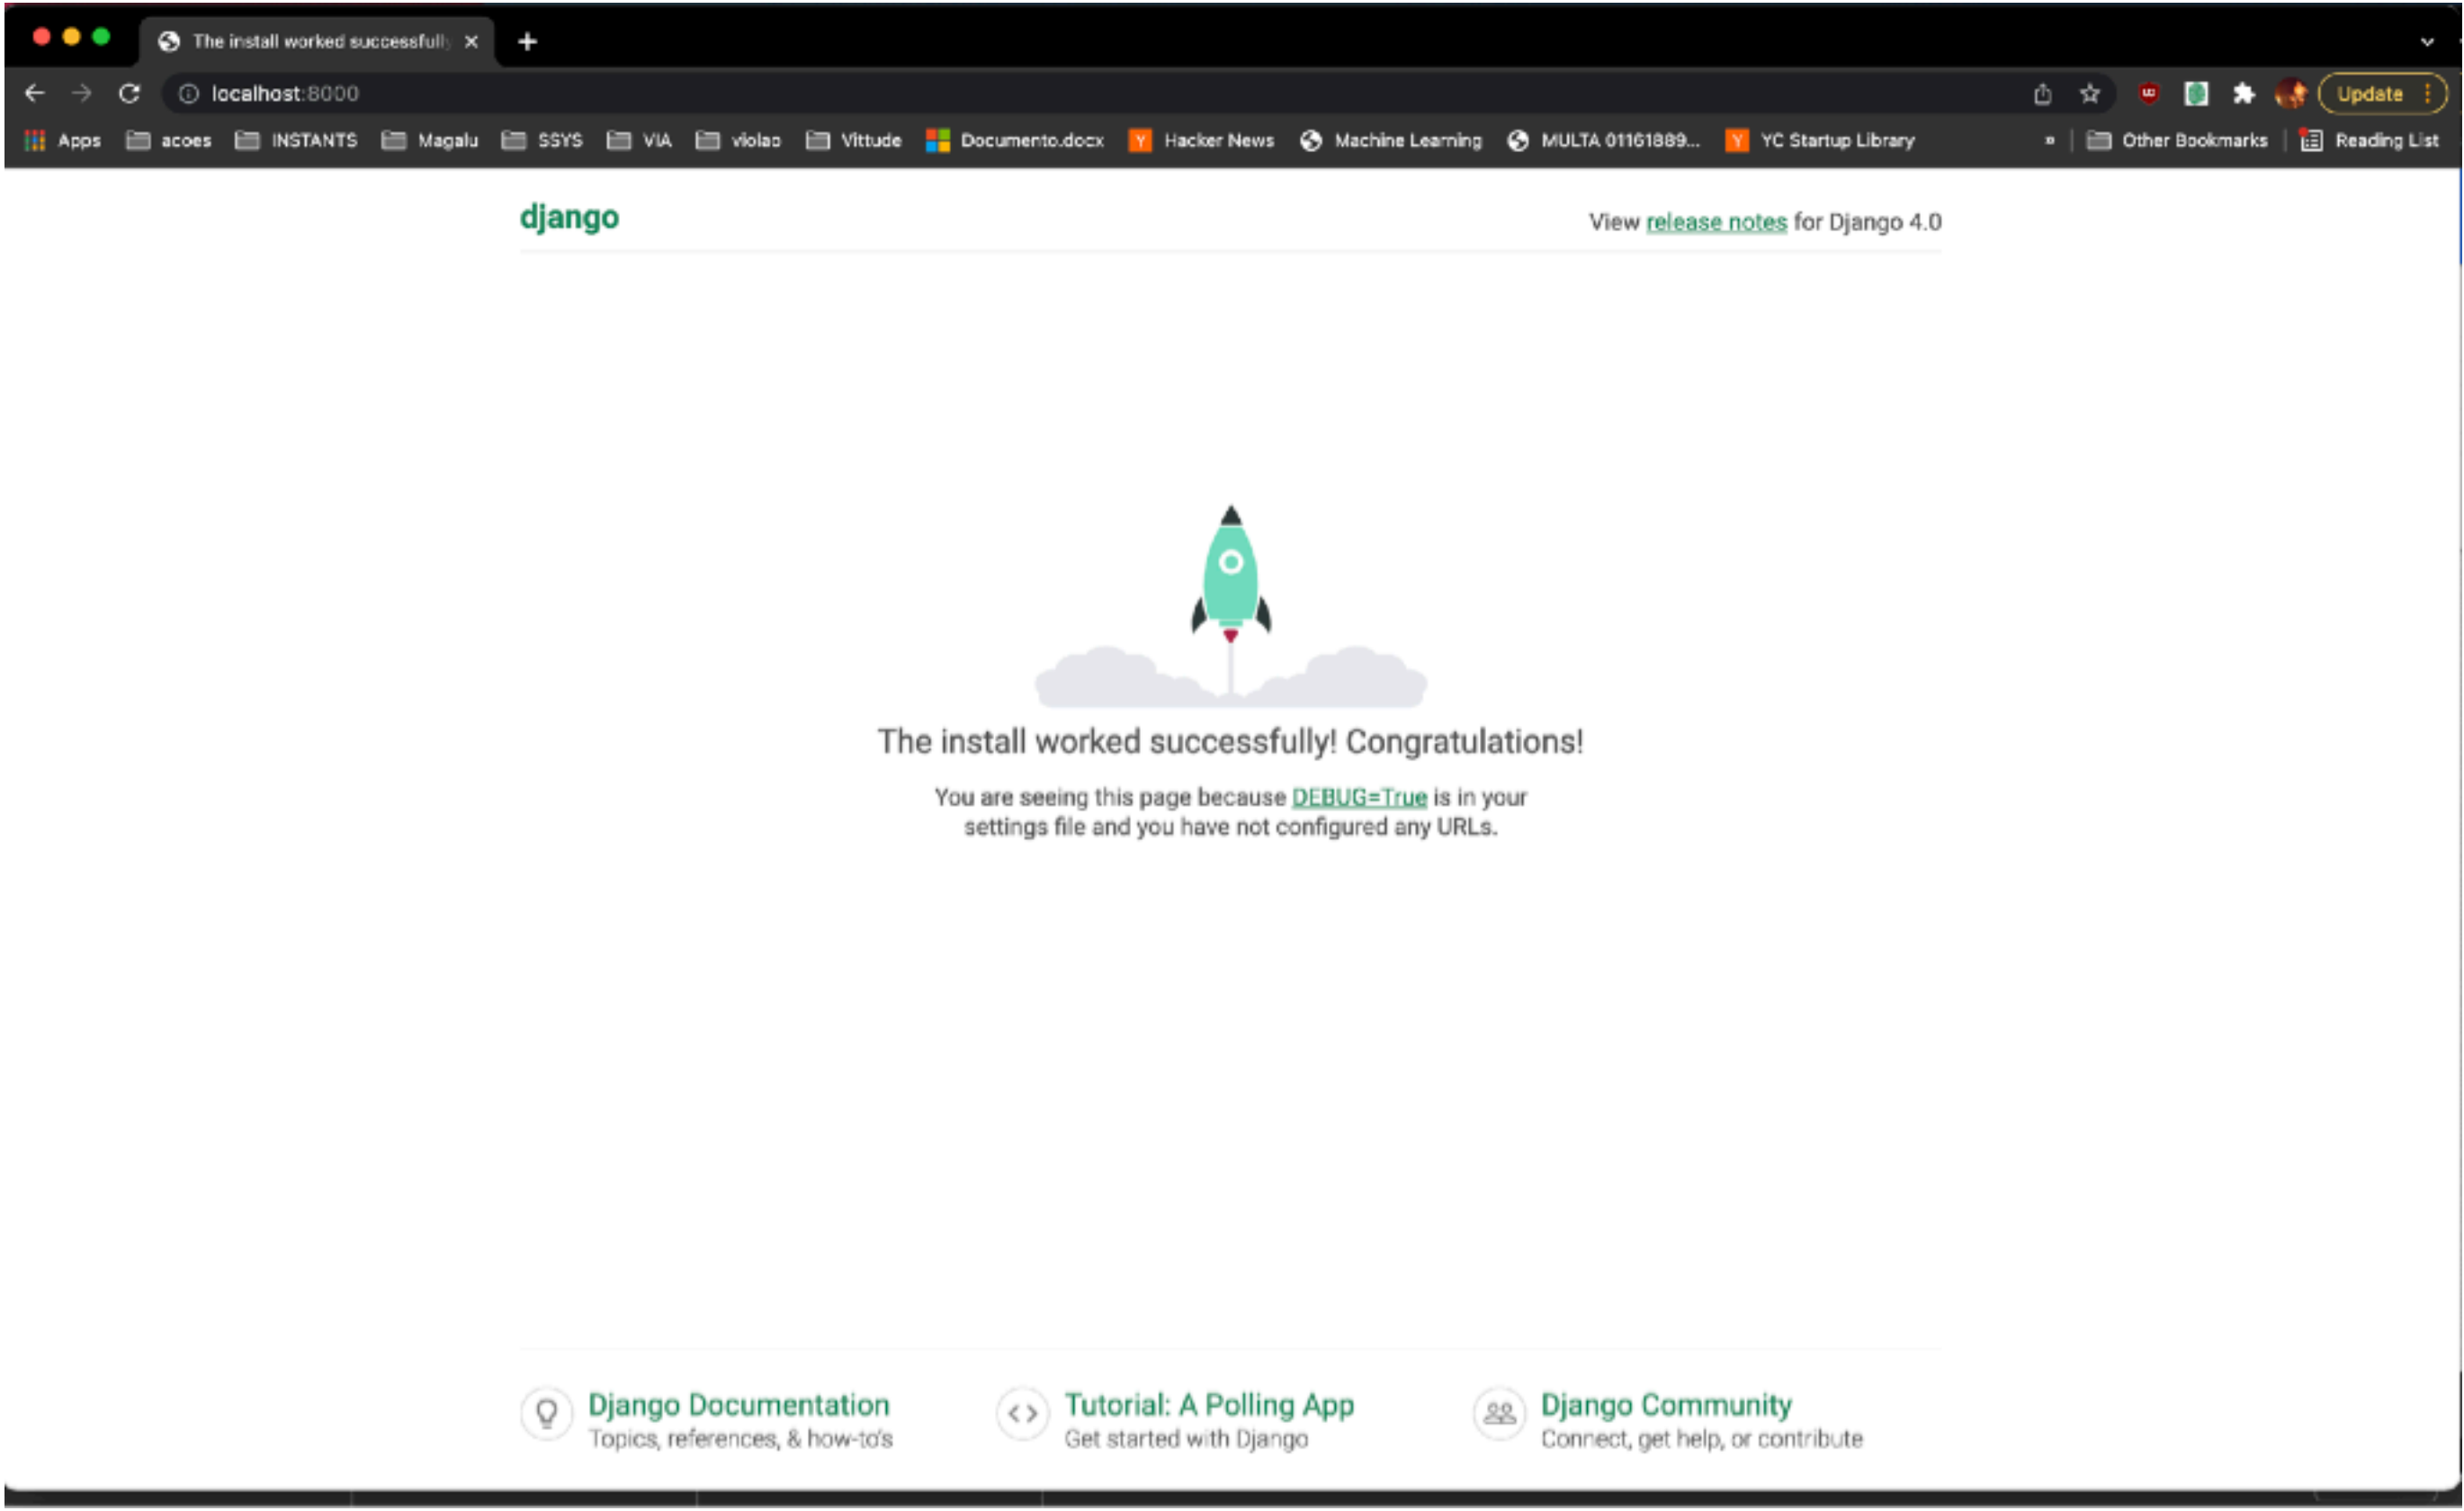 The install worked successfully
localhost:8000
Update
Apps acoes INSTANTS Magalu SSYS VIA violao Vittude Documento.docx Hacker News Machine Learning MULTA 01161889... YC Startup Library » Other Bookmarks Reading List
django
View release notes for Django 4.0
The install worked successfully! Congratulations!
You are seeing this page because DEBUG=True is in your
settings file and you have not configured any URLs.
Django Documentation
Topics, references, & how-to's
Tutorial: A Polling App
Get started with Django
Django Community
Connect, get help, or contribute